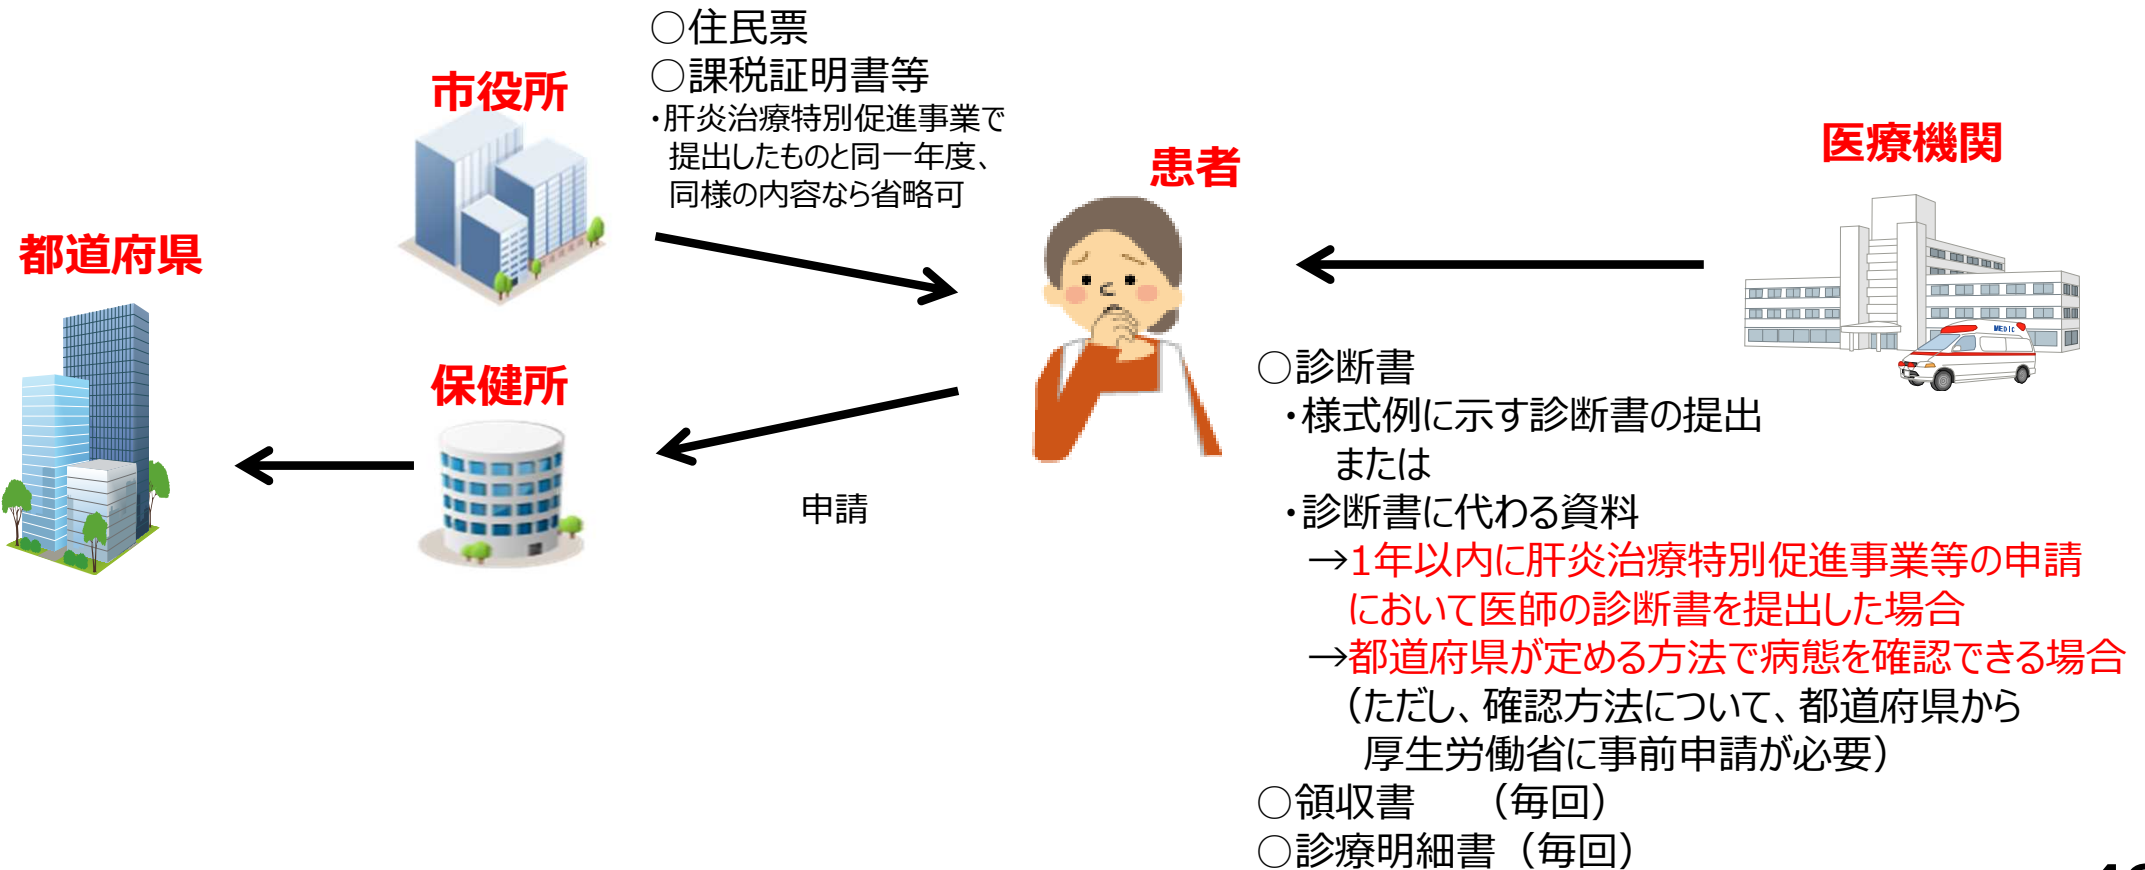 ○住民票
○課税証明書等
・肝炎治療特別促進事業で
提出したものと同一年度、
同様の内容なら省略可
市役所
患者
医療機関
都道府県
保健所
申請
MEDIC
○診断書
・様式例に示す診断書の提出
または
・診断書に代わる資料
→1年以内に肝炎治療特別促進事業等の申請
において医師の診断書を提出した場合
→都道府県が定める方法で病態を確認できる場合
（ただし、確認方法について、都道府県から
厚生労働省に事前申請が必要）
○領収書　（毎回）
○診療明細書（毎回）